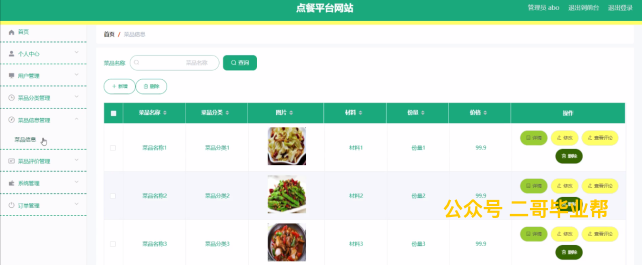 点餐平台网站
管理员 abo 退出到前台 退出登录
首页
首页 / 菜品信息
个人中心
用户管理
菜品分类管理
菜品信息管理
菜品信息
菜品评价管理
系统管理
订单管理
菜品名称 菜品名称 查询
+ 新增 删除
菜品名称 菜品分类 图片 材料 份量 价格 操作
菜品名称1 菜品分类1 材料1 份量1 99.9 详情 修改 查看评论 删除
菜品名称2 菜品分类2 材料2 份量2 99.9 详情 修改 查看评论
菜品名称3 菜品分类3 材料3 份量3 99.9 详情 修改 查看评论 删除
公众号 二哥毕业帮